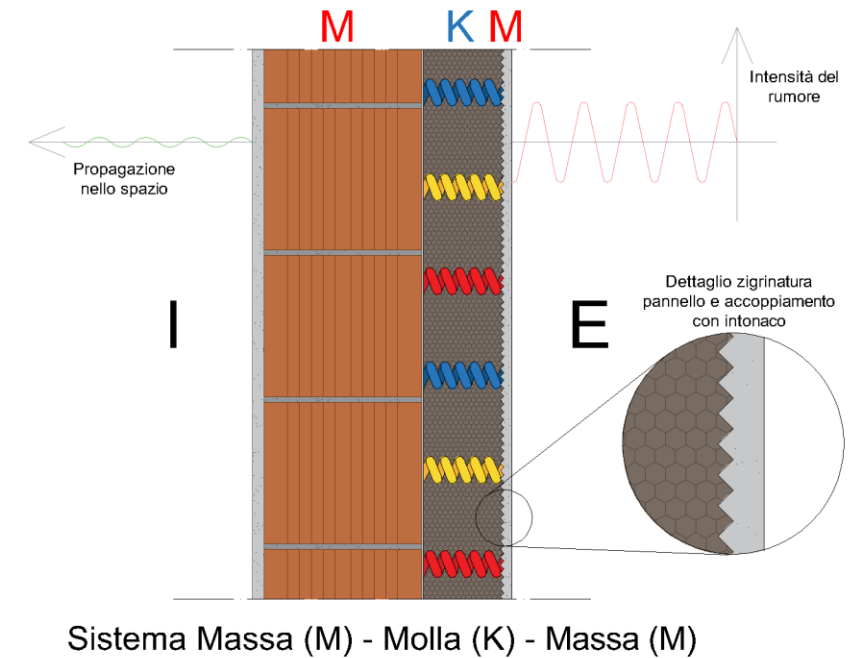 M K M
Intensità del
rumore
Propagazione
nello spazio
I
E
Dettaglio zigrinatura
pannello e accoppiamento
con intonaco
Sistema Massa (M) - Molla (K) - Massa (M)